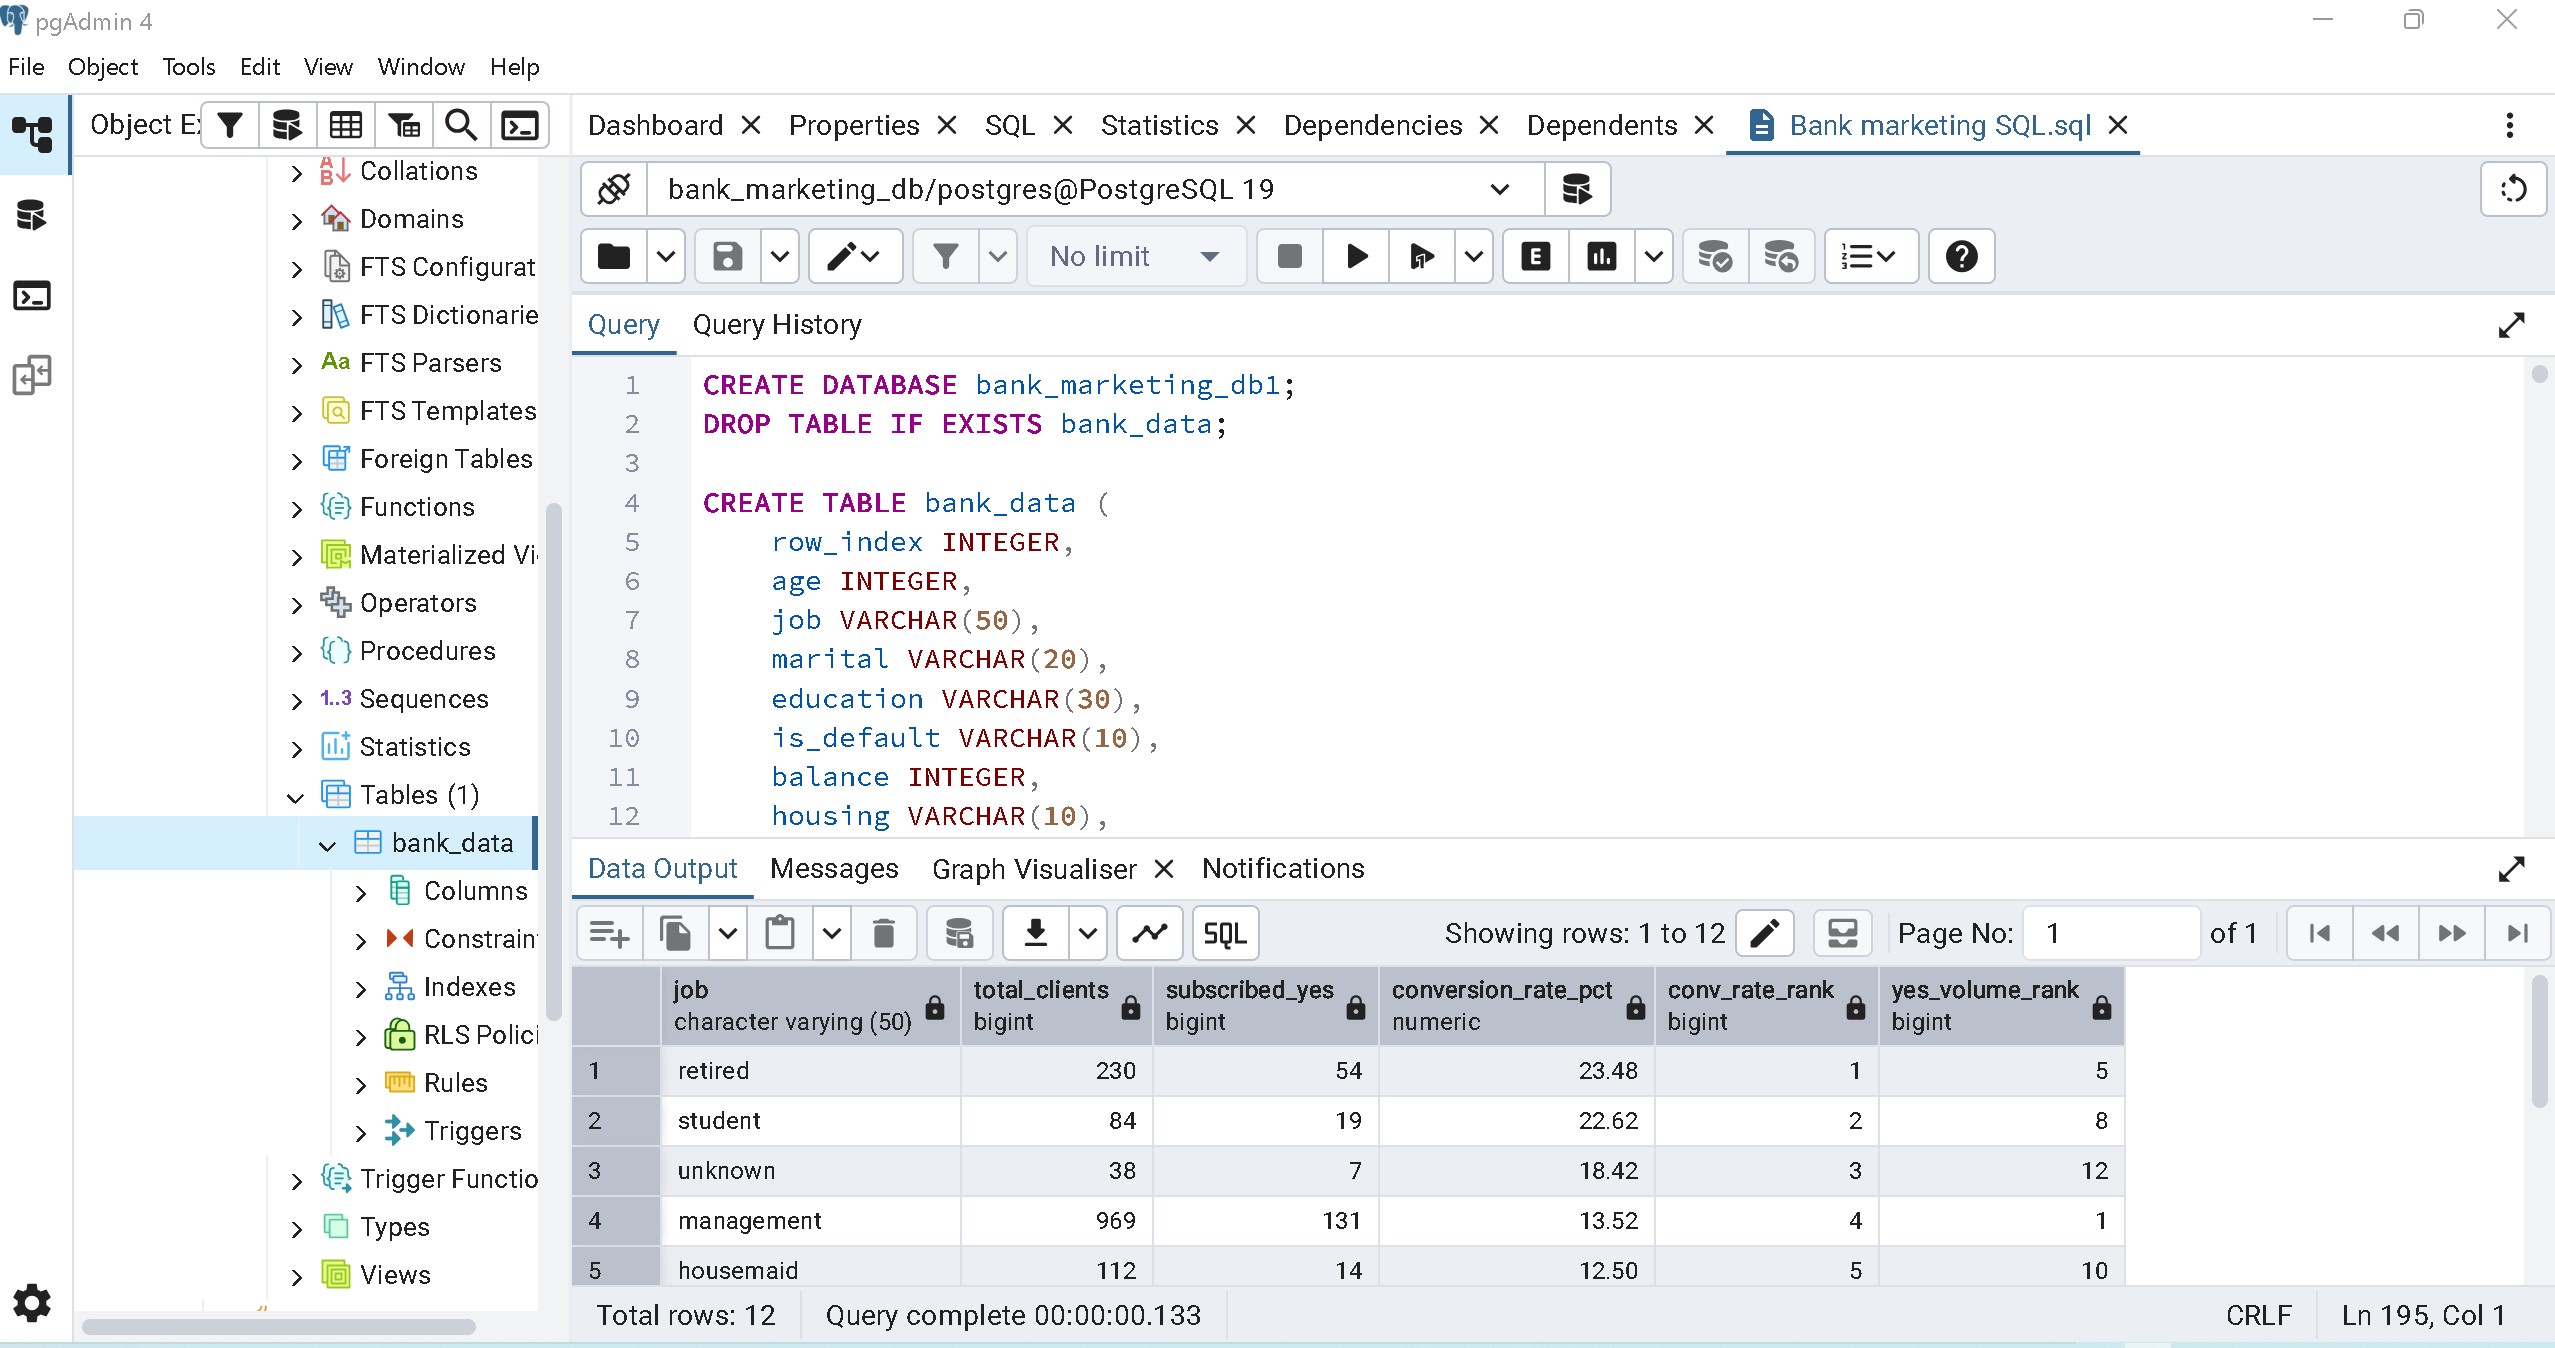 pgAdmin 4
File Object Tools Edit View Window Help
Object Ex
Dashboard Properties SQL Statistics Dependencies Dependents Bank marketing SQL.sql
bank_marketing_db/postgres@PostgreSQL 19
No limit
E
Query Query History
Collations
Domains
FTS Configurat
FTS Dictionarie
Aa FTS Parsers
FTS Templates
Foreign Tables
Functions
Materialized Vi
Operators
Procedures
1..3 Sequences
Statistics
Tables (1)
bank_data
Columns
Constrain
Indexes
RLS Polici
Rules
Triggers
Trigger Functio
Types
Views
1 CREATE DATABASE bank_marketing_db1;
2 DROP TABLE IF EXISTS bank_data;
3
4 CREATE TABLE bank_data (
5 row_index INTEGER,
6 age INTEGER,
7 job VARCHAR(50),
8 marital VARCHAR(20),
9 education VARCHAR(30),
10 is_default VARCHAR(10),
11 balance INTEGER,
12 housing VARCHAR(10),
Data Output Messages Graph Visualiser Notifications
SQL Showing rows: 1 to 12 Page No: 1 of 1
job total_clients subscribed_yes conversion_rate_pct conv_rate_rank yes_volume_rank
character varying (50) bigint bigint numeric bigint bigint
1 retired 230 54 23.48 1 5
2 student 84 19 22.62 2 8
3 unknown 38 7 18.42 3 12
4 management 969 131 13.52 4 1
5 housemaid 112 14 12.50 5 10
Total rows: 12 Query complete 00:00:00.133 CRLF Ln 195, Col 1